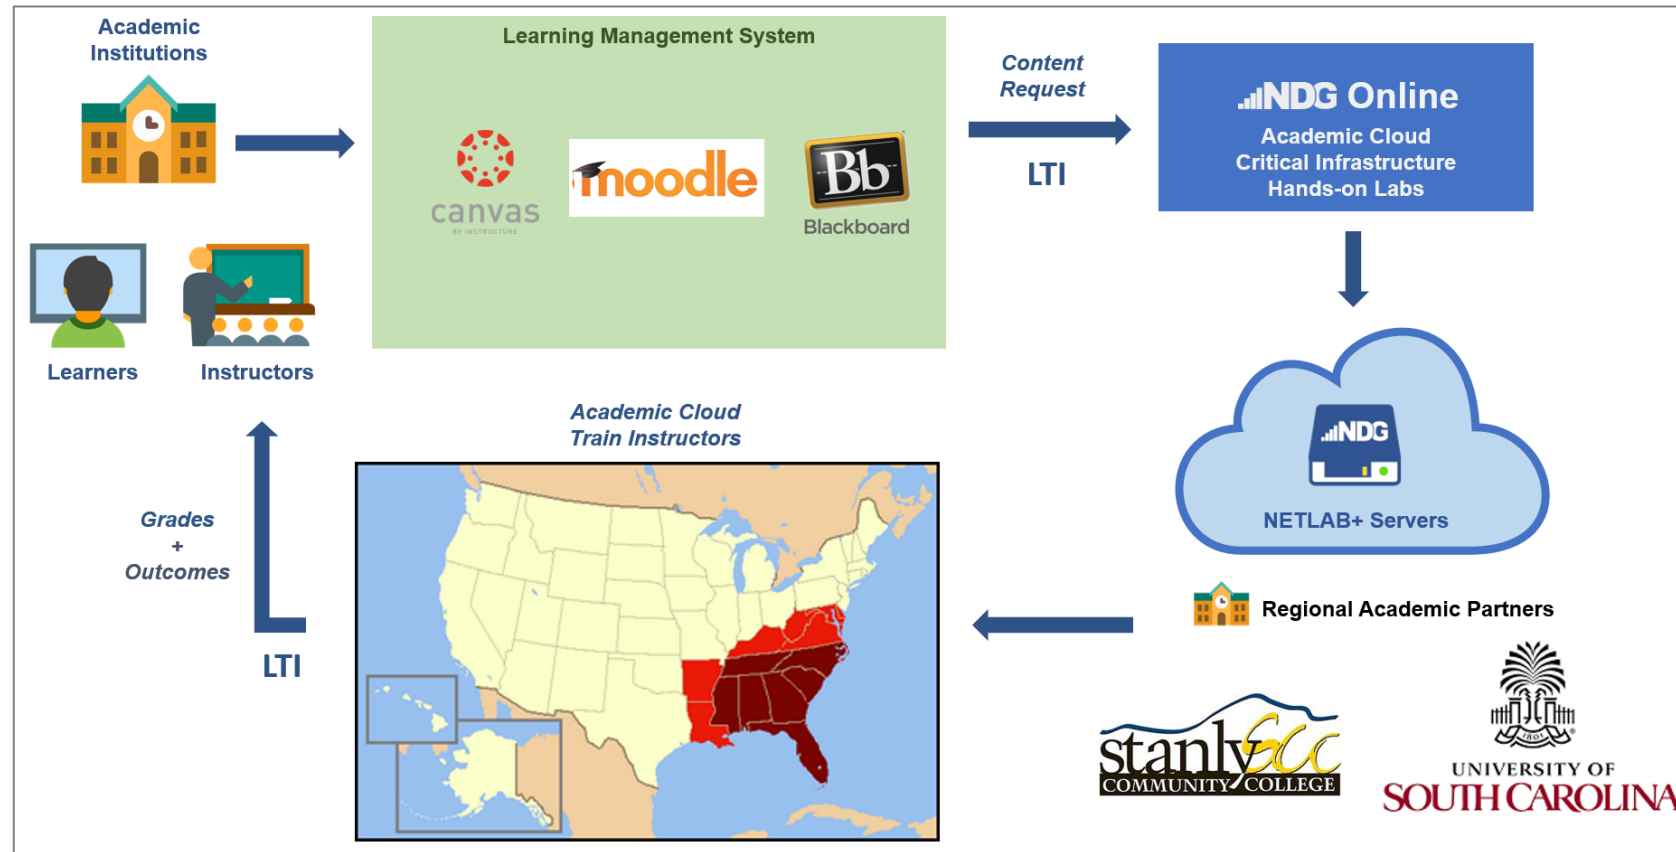 Academic
Institutions
Learners
Instructors
Learning Management System
canvas
BY INSTRUCTURE
moodle
Bb
Blackboard
Content
Request
LTI
NDG Online
Academic Cloud
Critical Infrastructure
Hands-on Labs
NDG
NETLAB+ Servers
Regional Academic Partners
stanly SCC
COMMUNITY COLLEGE
1801
UNIVERSITY OF
SOUTH CAROLINA
Academic Cloud
Train Instructors
Grades
+
Outcomes
LTI